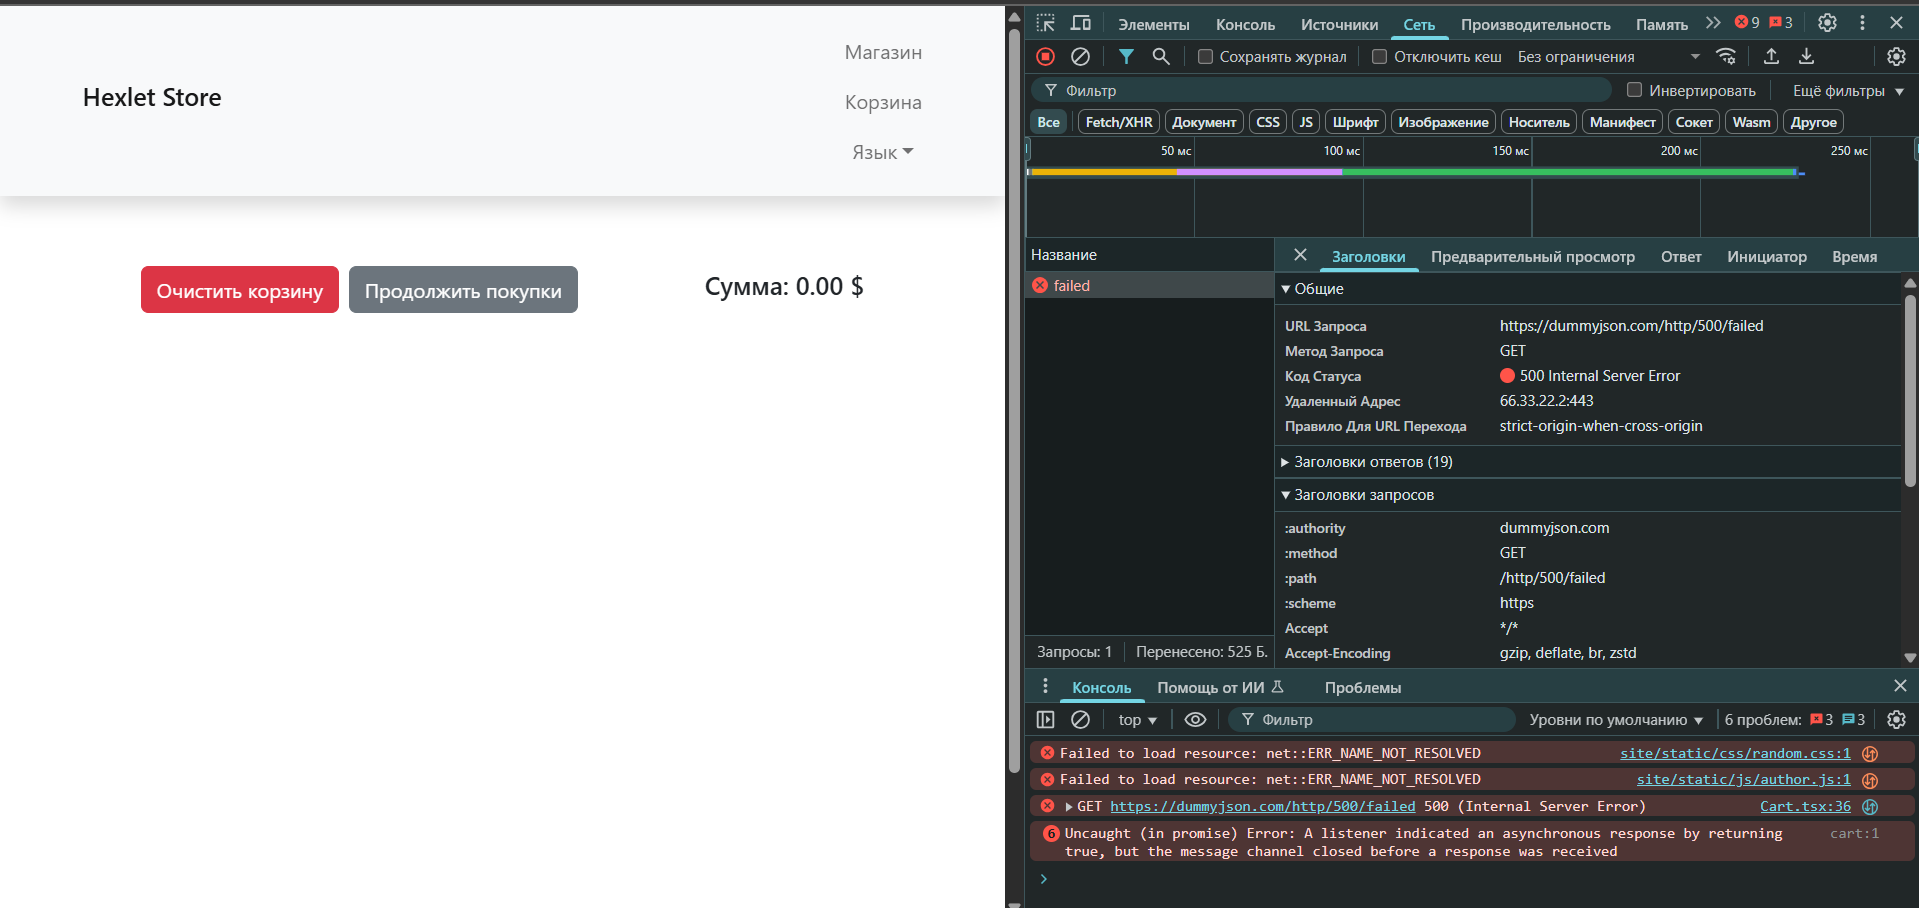 Hexlet Store
Магазин
Корзина
Язык
Очистить корзину
Продолжить покупки
Сумма: 0.00 $
Элементы
Консоль
Источники
Сеть
Производительность
Память
9
3
Сохранять журнал
Отключить кеш
Без ограничения
Фильтр
Инвертировать
Ещё фильтры
Все
Fetch/XHR
Документ
CSS
JS
Шрифт
Изображение
Носитель
Манифест
Сокет
Wasm
Другое
50 мс
100 мс
150 мс
200 мс
250 мс
Название
failed
Запросы: 1
Перенесено: 525 Б.
Заголовки
Предварительный просмотр
Ответ
Инициатор
Время
Общие
URL Запроса
https://dummyjson.com/http/500/failed
Метод Запроса
GET
Код Статуса
500 Internal Server Error
Удаленный Адрес
66.33.22.2:443
Правило Для URL Перехода
strict-origin-when-cross-origin
Заголовки ответов (19)
Заголовки запросов
:authority
dummyjson.com
:method
GET
:path
/http/500/failed
:scheme
https
Accept
*/*
Accept-Encoding
gzip, deflate, br, zstd
Консоль
Помощь от ИИ
Проблемы
top
Фильтр
Уровни по умолчанию
6 проблем:
3
3
Failed to load resource: net::ERR_NAME_NOT_RESOLVED
site/static/css/random.css:1
Failed to load resource: net::ERR_NAME_NOT_RESOLVED
site/static/js/author.js:1
GET https://dummyjson.com/http/500/failed 500 (Internal Server Error)
Cart.tsx:36
6
Uncaught (in promise) Error: A listener indicated an asynchronous response by returning
cart:1
true, but the message channel closed before a response was received